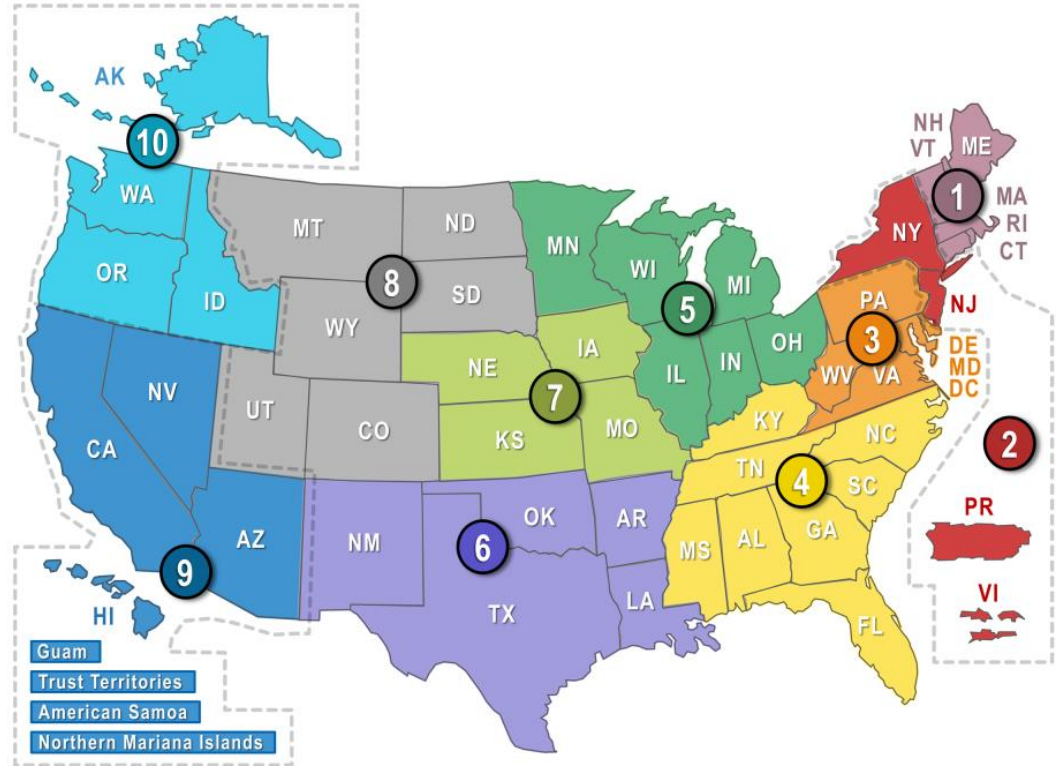 AK
10
NH
VT
ME
1
MA
RI
CT
WA
MT
ND
MN
NY
OR
ID
8
SD
WI
MI
5
PA
NJ
WY
3
DE
MD
DC
NE
IA
OH
IN
IL
WV
VA
NV
UT
CO
7
KS
MO
KY
NC
2
CA
TN
4
SC
PR
AZ
NM
OK
AR
6
MS
AL
GA
9
HI
TX
LA
VI
FL
Guam
Trust Territories
American Samoa
Northern Mariana Islands